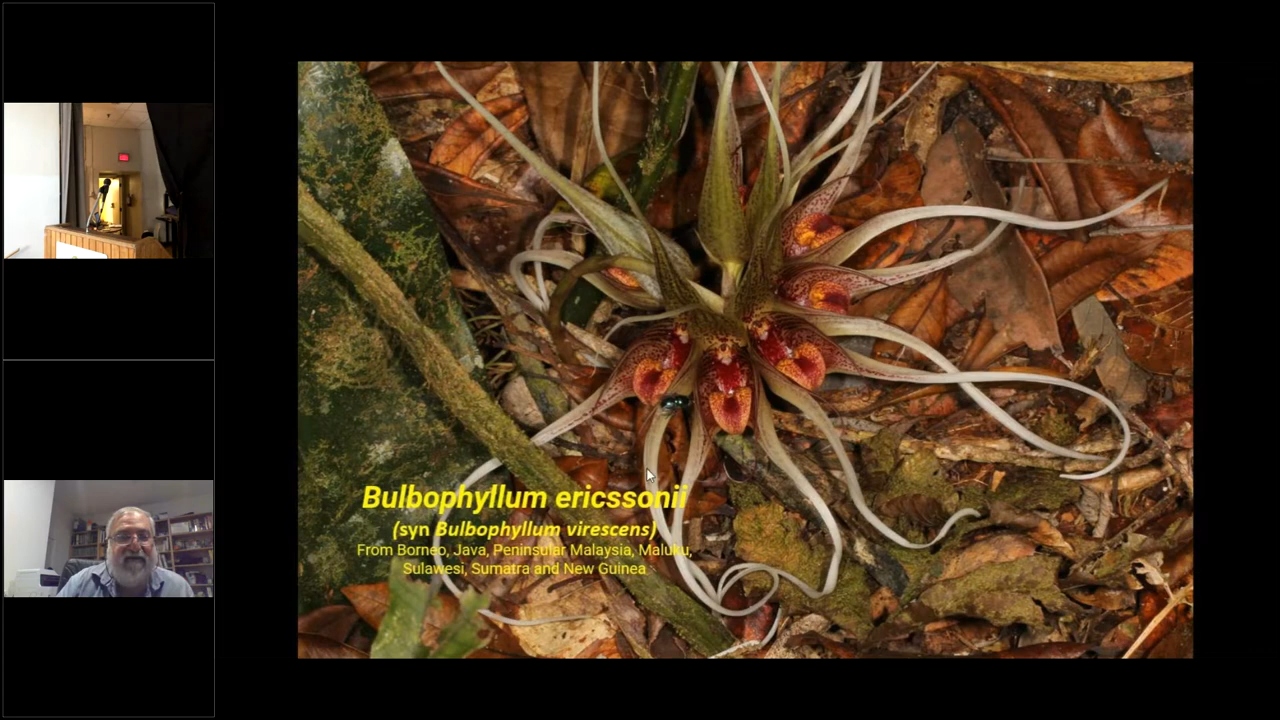 Bulbophyllum ericssonii
(syn Bulbophyllum virescens)
From Borneo, Java, Peninsular Malaysia, Maluku,
Sulawesi, Sumatra and New Guinea